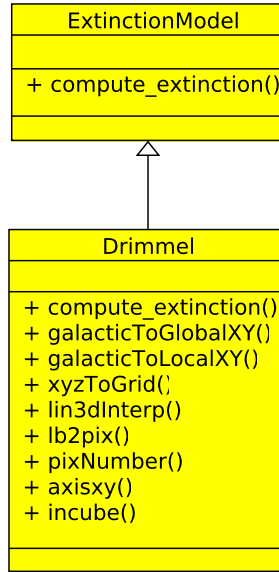 ExtinctionModel
+ compute_extinction()
Drimmel
+ compute_extinction()
+ galacticToGlobalXY()
+ galacticToLocalXY()
+ xyzToGrid()
+ lin3dInterp()
+ lb2pix()
+ pixNumber()
+ axisxy()
+ incube()